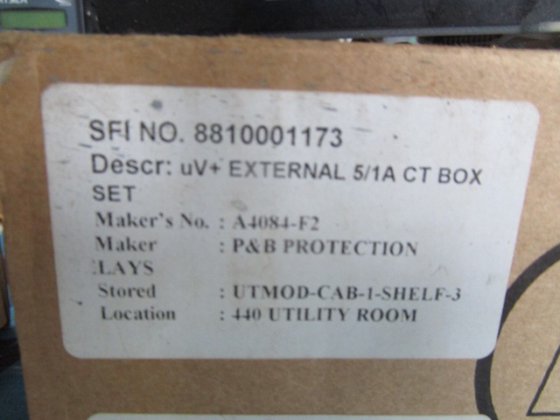 SFI NO. 8810001173
Descr: uV+ EXTERNAL 5/1A CT BOX
SET
Maker's No. : A4084-F2
Maker : P&B PROTECTION
:LAYS
Stored : UTMOD-CAB-1-SHELF-3
Location : 440 UTILITY ROOM